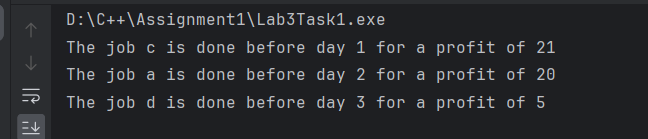 D:\C++\Assignment1\Lab3Task1.exe
The job c is done before day 1 for a profit of 21
The job a is done before day 2 for a profit of 20
The job d is done before day 3 for a profit of 5